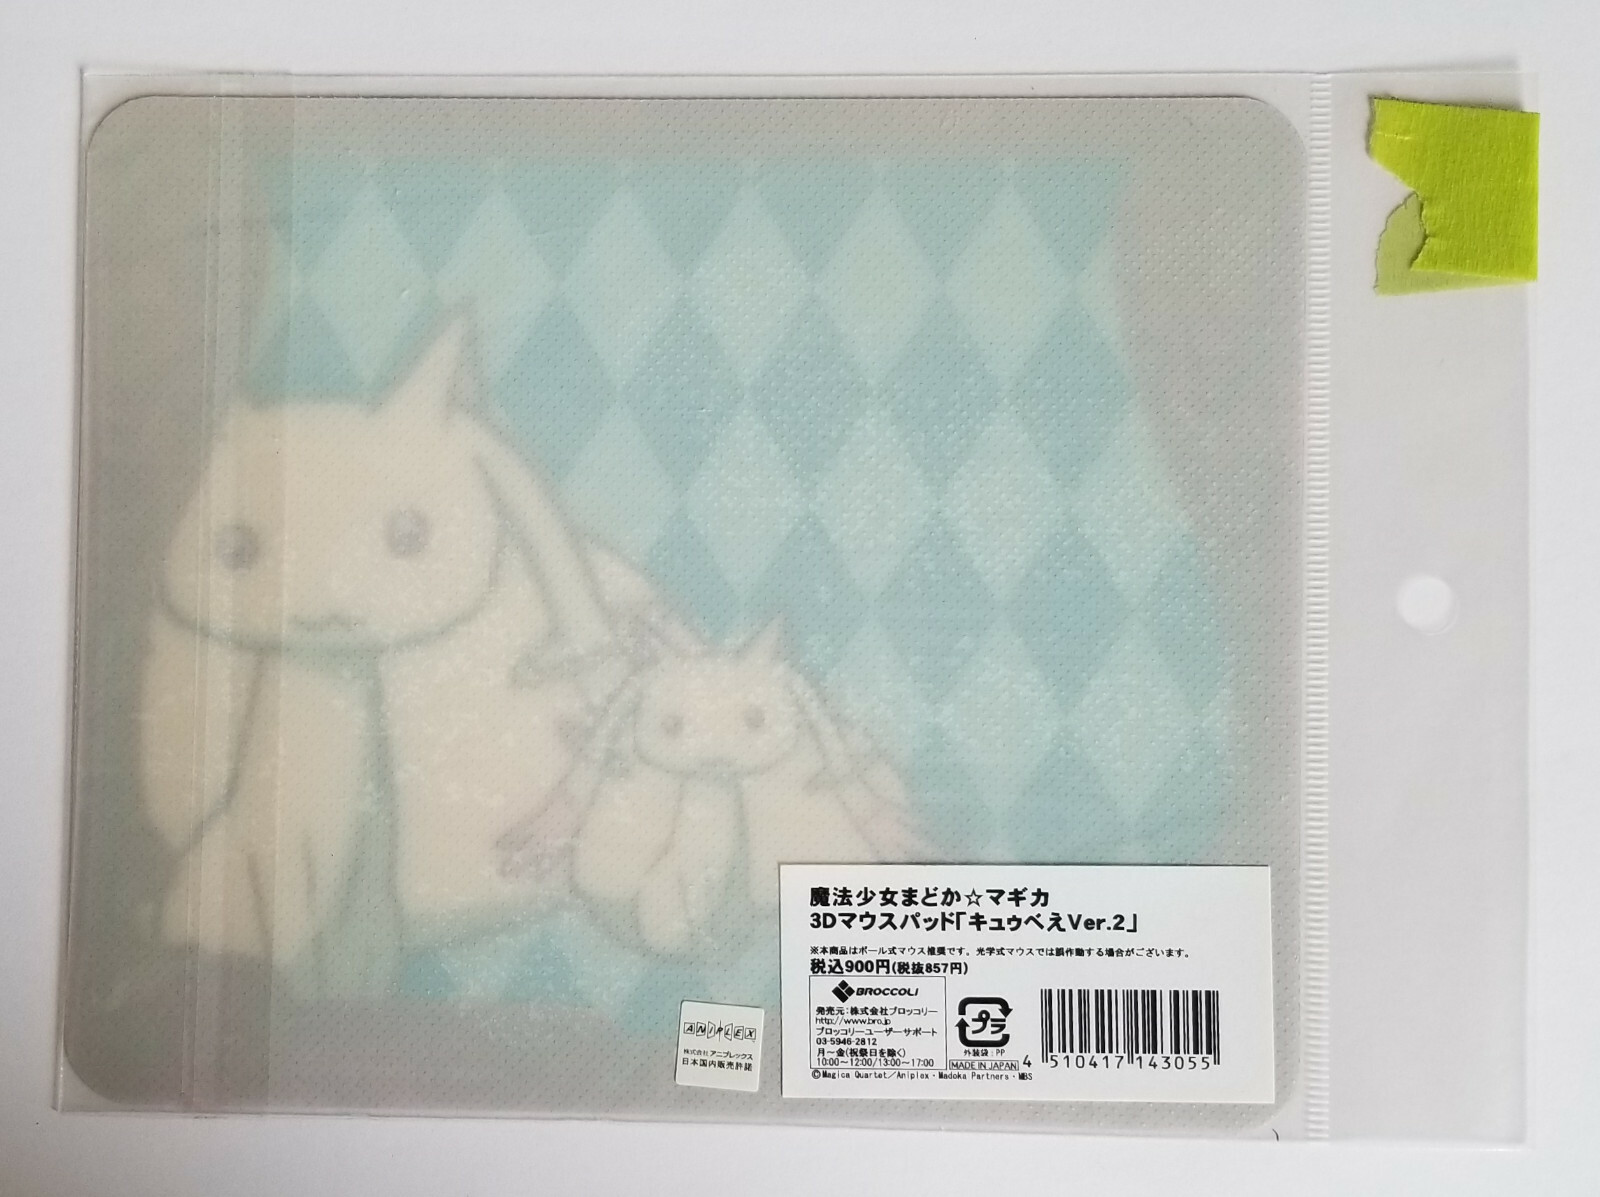 魔法少女まどか☆マギカ
3Dマウスパッド「キュゥべえVer.2」
※本商品はボール式マウス推奨です。光学式マウスでは誤作動する場合がございます。
税込900円(税抜857円)
BROCCOLI
発売元:株式会社ブロッコリー
http://www.bro.jp
ブロッコリーユーザーサポート
03-5946-2812
月~金(祝祭日を除く)
10:00~12:00/13:00~17:00
プラ
外装袋:PP
MADE IN JAPAN
4 510417 143055
©Magica Quartet/Aniplex・Madoka Partners・MBS
ANIPLEX
株式会社 アニプレックス
日本国内販売許諾